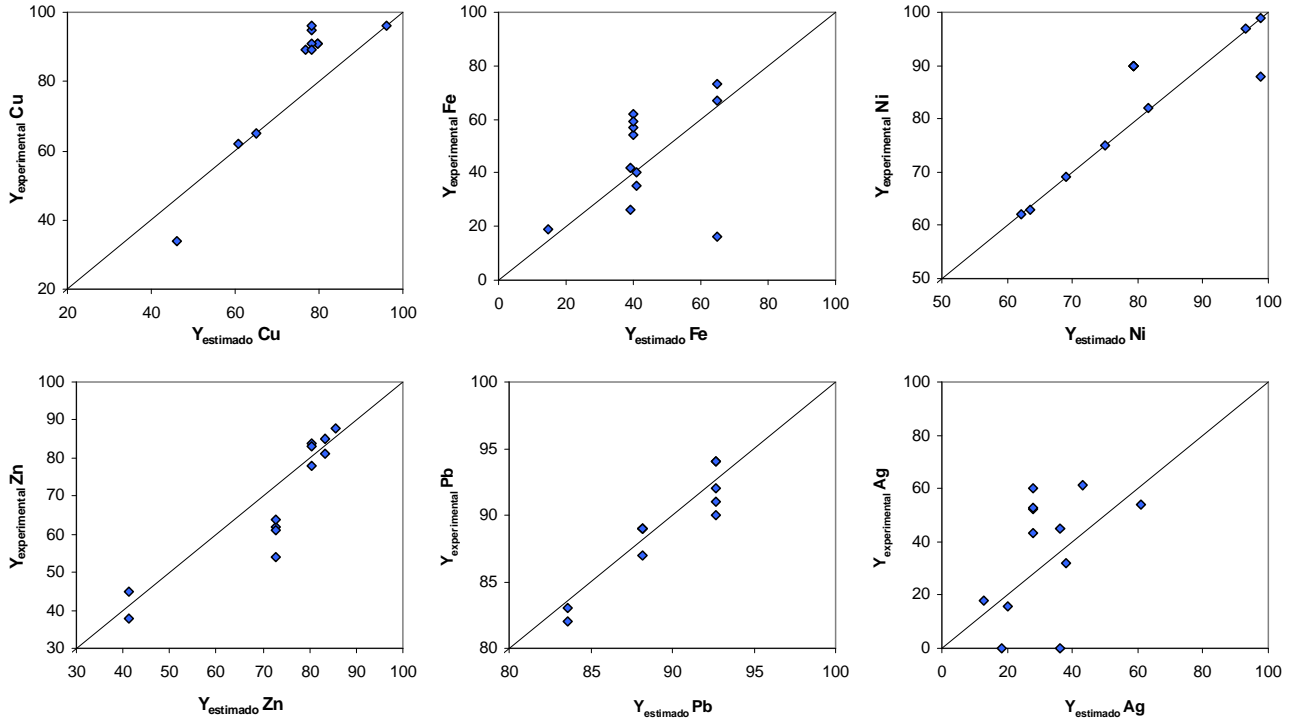 100
80
60
40
20
Yexperimental Cu
20 40 60 80 100
Yestimado Cu
100
80
60
40
20
0
Yexperimental Fe
0 20 40 60 80 100
Yestimado Fe
100
90
80
70
60
50
Yexperimental Ni
50 60 70 80 90 100
Yestimado Ni
100
90
80
70
60
50
40
30
Yexperimental Zn
30 40 50 60 70 80 90 100
Yestimado Zn
100
95
90
85
80
Yexperimental Pb
80 85 90 95 100
Yestimado Pb
100
80
60
40
20
0
Yexperimental Ag
0 20 40 60 80 100
Yestimado Ag